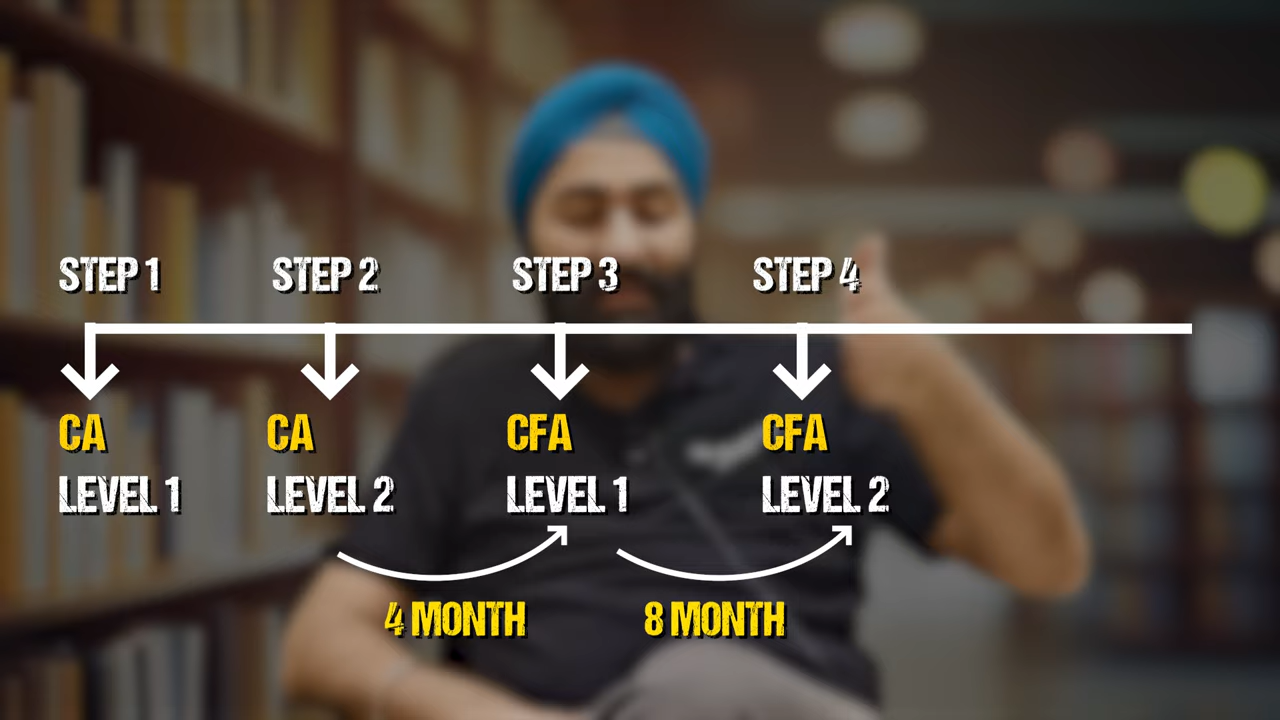 STEP 1 STEP 2 STEP 3 STEP 4
CA CA CFA CFA
LEVEL 1 LEVEL 2 LEVEL 1 LEVEL 2
4 MONTH 8 MONTH